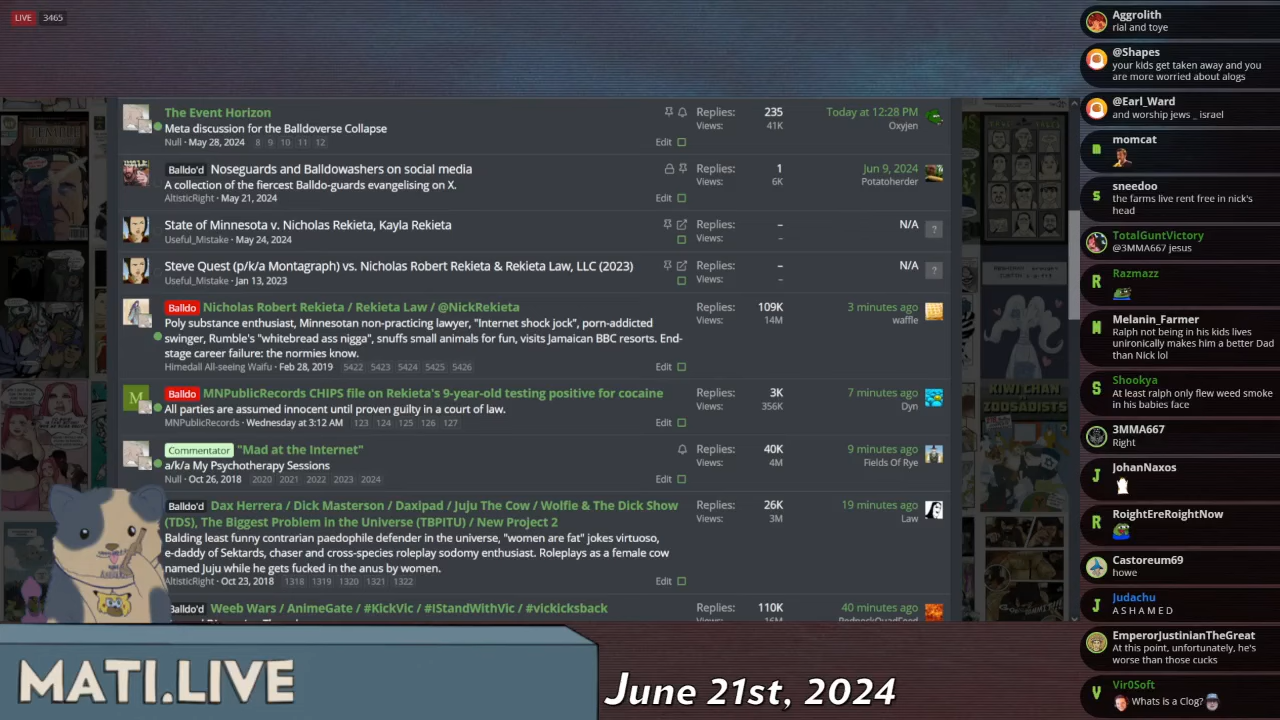 LIVE 3465
The Event Horizon
Meta discussion for the Balldoverse Collapse
Null · May 28, 2024 8 9 10 11 12
Replies: 235
Views: 41K
Edit
Today at 12:28 PM
Oxyjen
Balldo'd Noseguards and Balldowashers on social media
A collection of the fiercest Balldo-guards evangelising on X.
AltisticRight · May 21, 2024
Replies: 1
Views: 6K
Edit
Jun 9, 2024
Potatoherder
State of Minnesota v. Nicholas Rekieta, Kayla Rekieta
Useful_Mistake · May 24, 2024
Replies: –
Views: –
N/A
?
Steve Quest (p/k/a Montagraph) vs. Nicholas Robert Rekieta & Rekieta Law, LLC (2023)
Useful_Mistake · Jan 13, 2023
Replies: –
Views: –
N/A
?
Balldo Nicholas Robert Rekieta / Rekieta Law / @NickRekieta
Poly substance enthusiast, Minnesotan non-practicing lawyer, "Internet shock jock", porn-addicted
swinger, Rumble's "whitebread ass nigga", snuffs small animals for fun, visits Jamaican BBC resorts. End-
stage career failure: the normies know.
Himedall All-seeing Waifu · Feb 28, 2019 5422 5423 5424 5425 5426
Replies: 109K
Views: 14M
Edit
3 minutes ago
waffle
M
Balldo MNPublicRecords CHIPS file on Rekieta's 9-year-old testing positive for cocaine
All parties are assumed innocent until proven guilty in a court of law.
MNPublicRecords · Wednesday at 3:12 AM 123 124 125 126 127
Replies: 3K
Views: 356K
Edit
7 minutes ago
Dyn
Commentator "Mad at the Internet"
a/k/a My Psychotherapy Sessions
Null · Oct 26, 2018 2020 2021 2022 2023 2024
Replies: 40K
Views: 4M
Edit
9 minutes ago
Fields Of Rye
Balldo'd Dax Herrera / Dick Masterson / Daxipad / Juju The Cow / Wolfie & The Dick Show
(TDS), The Biggest Problem in the Universe (TBPITU) / New Project 2
Balding least funny contrarian paedophile defender in the universe, "women are fat" jokes virtuoso,
e-daddy of Sektards, chaser and cross-species roleplay sodomy enthusiast. Roleplays as a female cow
named Juju while he gets fucked in the anus by women.
AltisticRight · Oct 23, 2018 1318 1319 1320 1321 1322
Replies: 26K
Views: 3M
Edit
19 minutes ago
Law
Balldo'd Weeb Wars / AnimeGate / #KickVic / #IStandWithVic / #vickicksback
Replies: 110K
40 minutes ago
MATI.LIVE
June 21st, 2024
Aggrolith
rial and toye
@Shapes
your kids get taken away and you
are more worried about alogs
@Earl_Ward
and worship jews _ israel
momcat
sneedoo
the farms live rent free in nick's
head
TotalGuntVictory
@3MMA667 jesus
Razmazz
Melanin_Farmer
Ralph not being in his kids lives
unironically makes him a better Dad
than Nick lol
Shookya
At least ralph only flew weed smoke
in his babies face
3MMA667
Right
JohanNaxos
RoightEreRoightNow
Castoreum69
howe
Judachu
A S H A M E D
EmperorJustinianTheGreat
At this point, unfortunately, he's
worse than those cucks
Vir0Soft
Whats is a Clog?